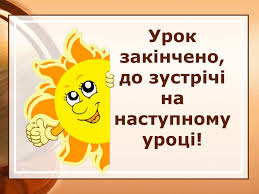 Урок
закінчено,
до зустрічі
на
наступному
уроці!